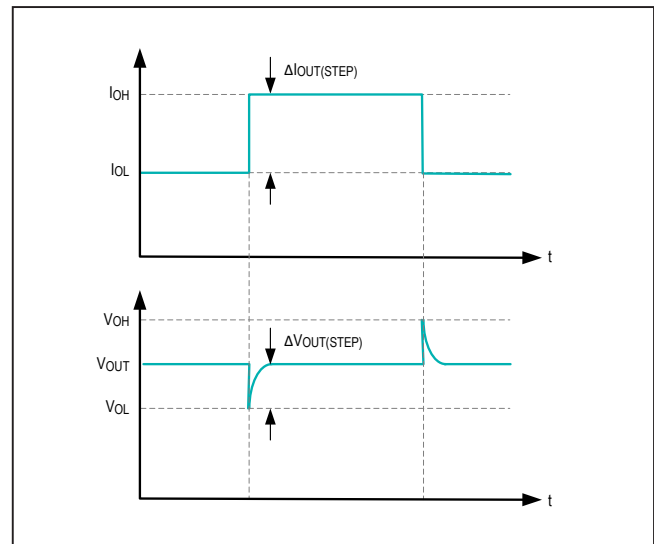 ΔIOUT(STEP)
IOH
IOL
t
VOH
ΔVOUT(STEP)
VOUT
VOL
t